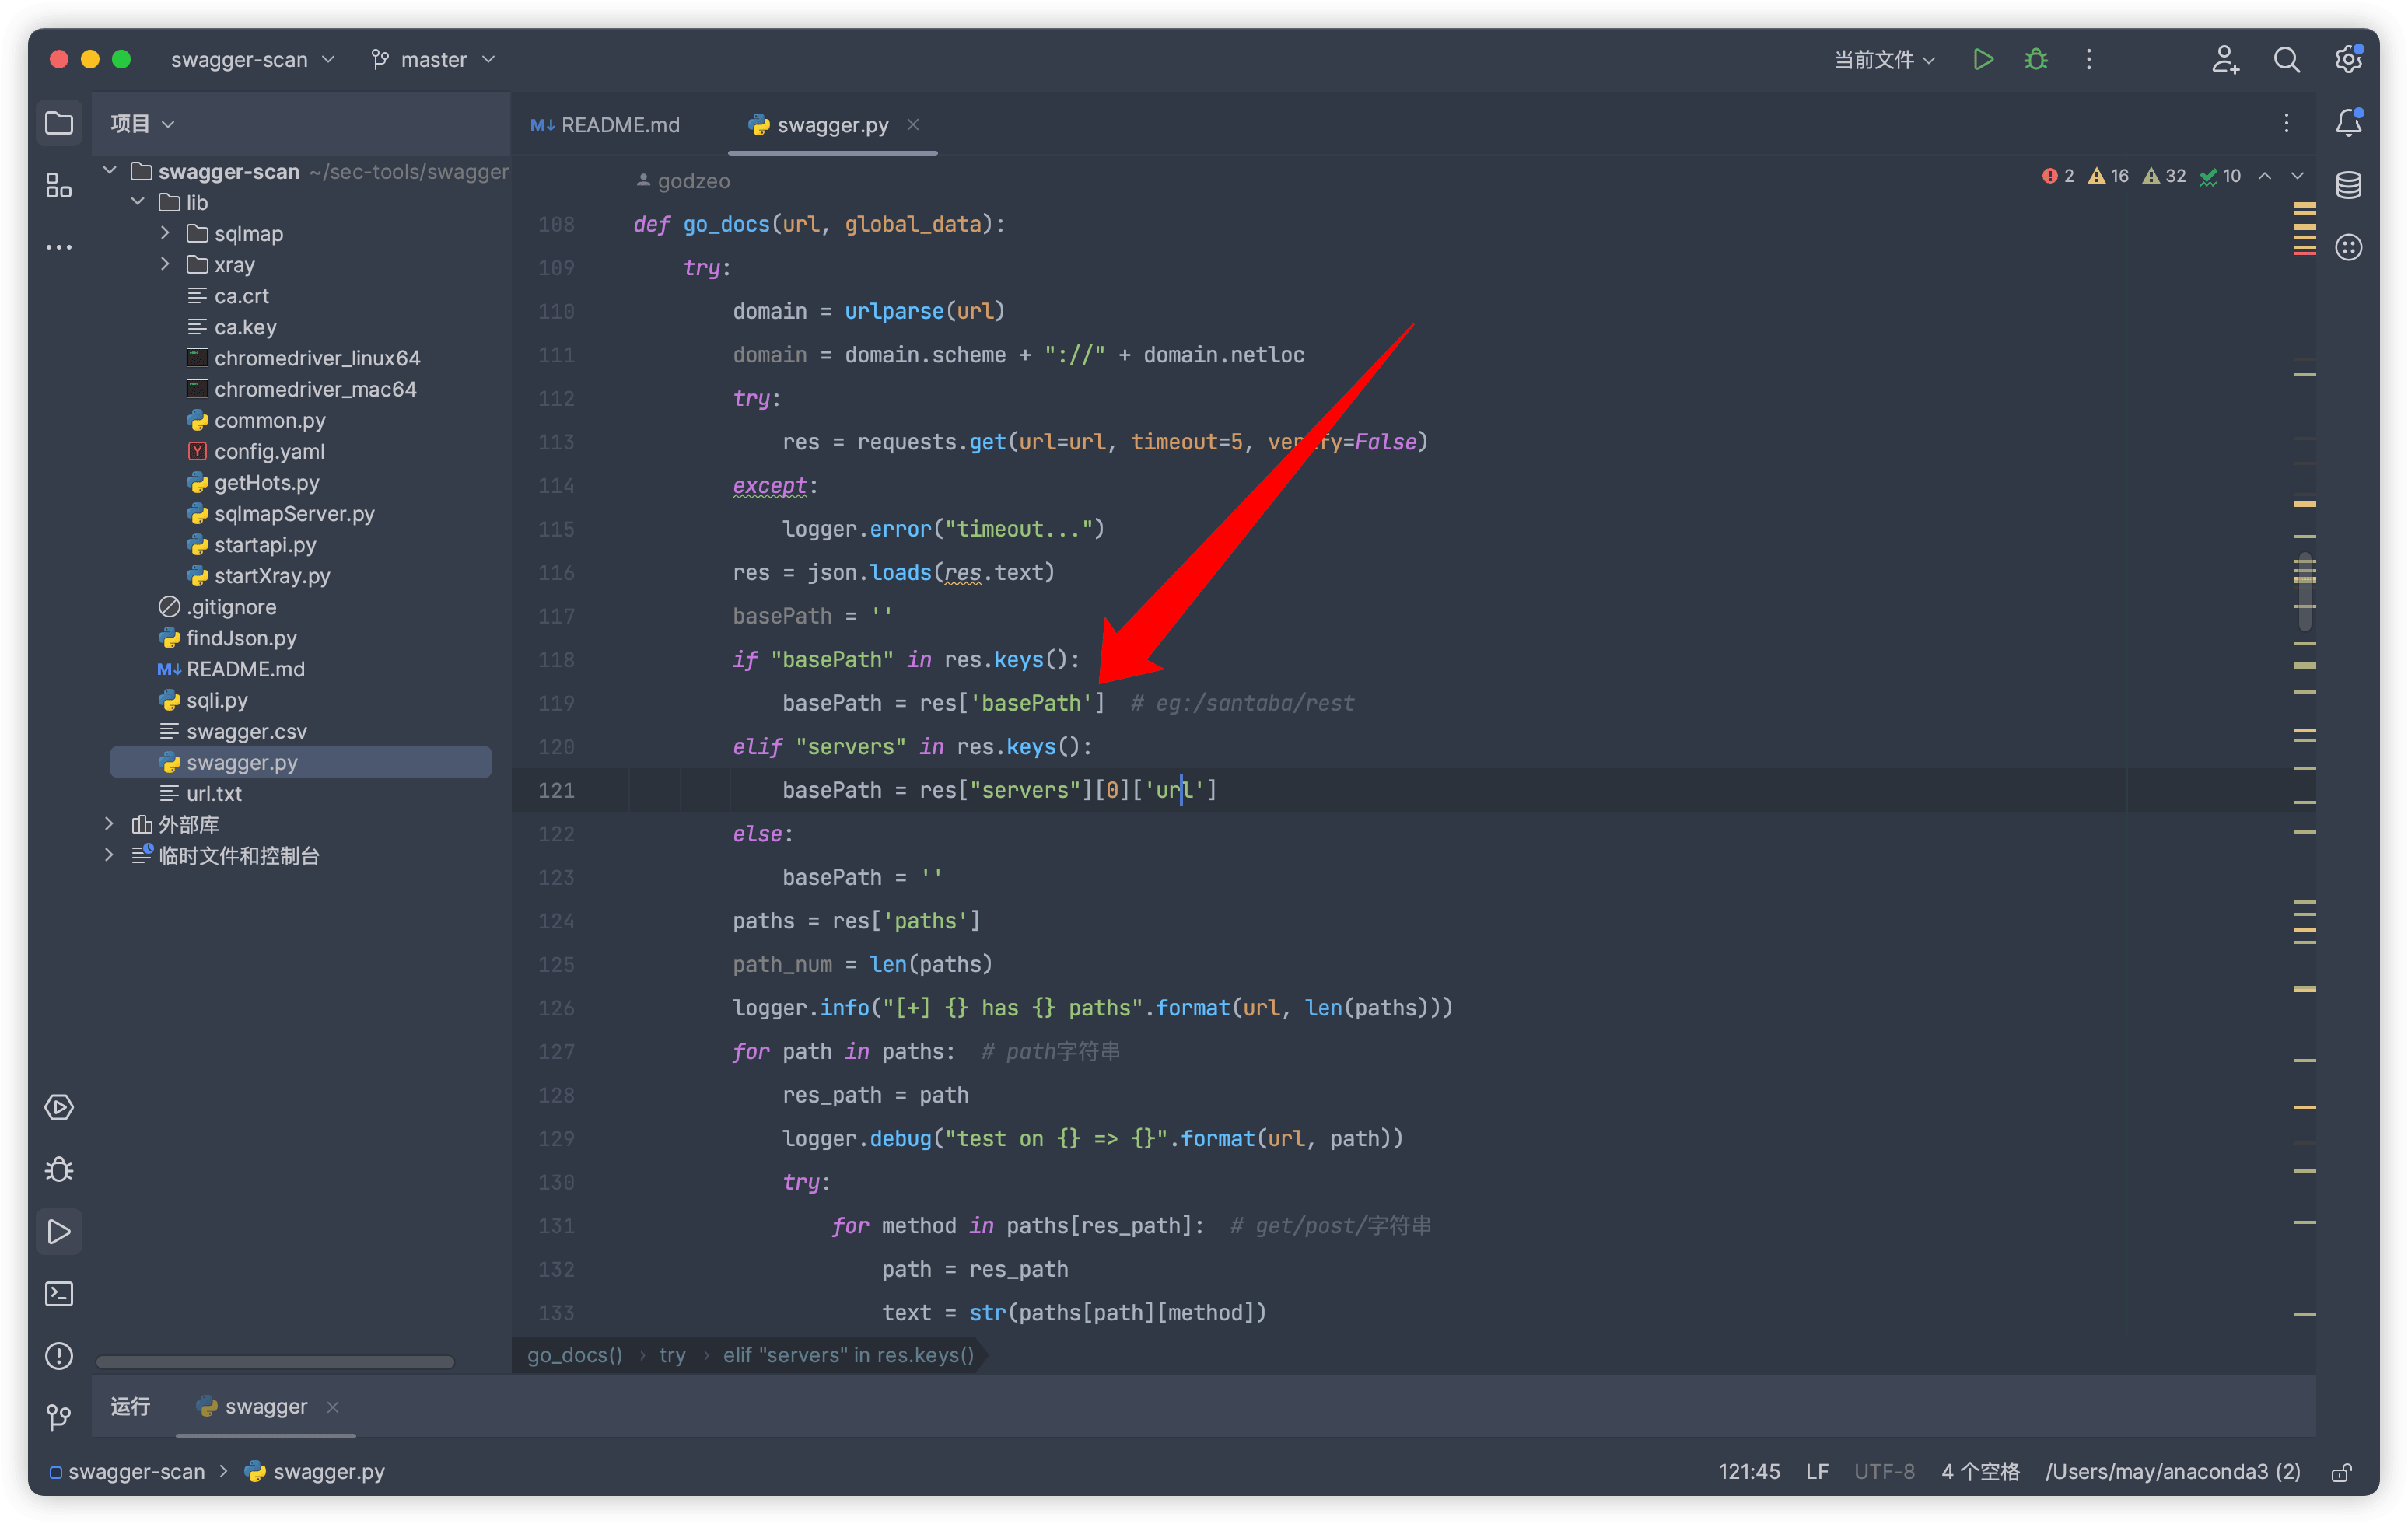 swagger-scan
master
当前文件
项目
swagger-scan ~/sec-tools/swagger
lib
sqlmap
xray
ca.crt
ca.key
chromedriver_linux64
chromedriver_mac64
common.py
config.yaml
getHots.py
sqlmapServer.py
startapi.py
startXray.py
.gitignore
findJson.py
README.md
sqli.py
swagger.csv
swagger.py
url.txt
外部库
临时文件和控制台
README.md
swagger.py
godzeo
2 16 32 10
108 def go_docs(url, global_data):
109 try:
110 domain = urlparse(url)
111 domain = domain.scheme + "://" + domain.netloc
112 try:
113 res = requests.get(url=url, timeout=5, verify=False)
114 except:
115 logger.error("timeout...")
116 res = json.loads(res.text)
117 basePath = ''
118 if "basePath" in res.keys():
119 basePath = res['basePath'] # eg:/santaba/rest
120 elif "servers" in res.keys():
121 basePath = res["servers"][0]['url']
122 else:
123 basePath = ''
124 paths = res['paths']
125 path_num = len(paths)
126 logger.info("[+] {} has {} paths".format(url, len(paths)))
127 for path in paths: # path字符串
128 res_path = path
129 logger.debug("test on {} => {}".format(url, path))
130 try:
131 for method in paths[res_path]: # get/post/字符串
132 path = res_path
133 text = str(paths[path][method])
go_docs() › try › elif "servers" in res.keys()
运行
swagger
swagger-scan › swagger.py
121:45 LF UTF-8 4 个空格 /Users/may/anaconda3 (2)